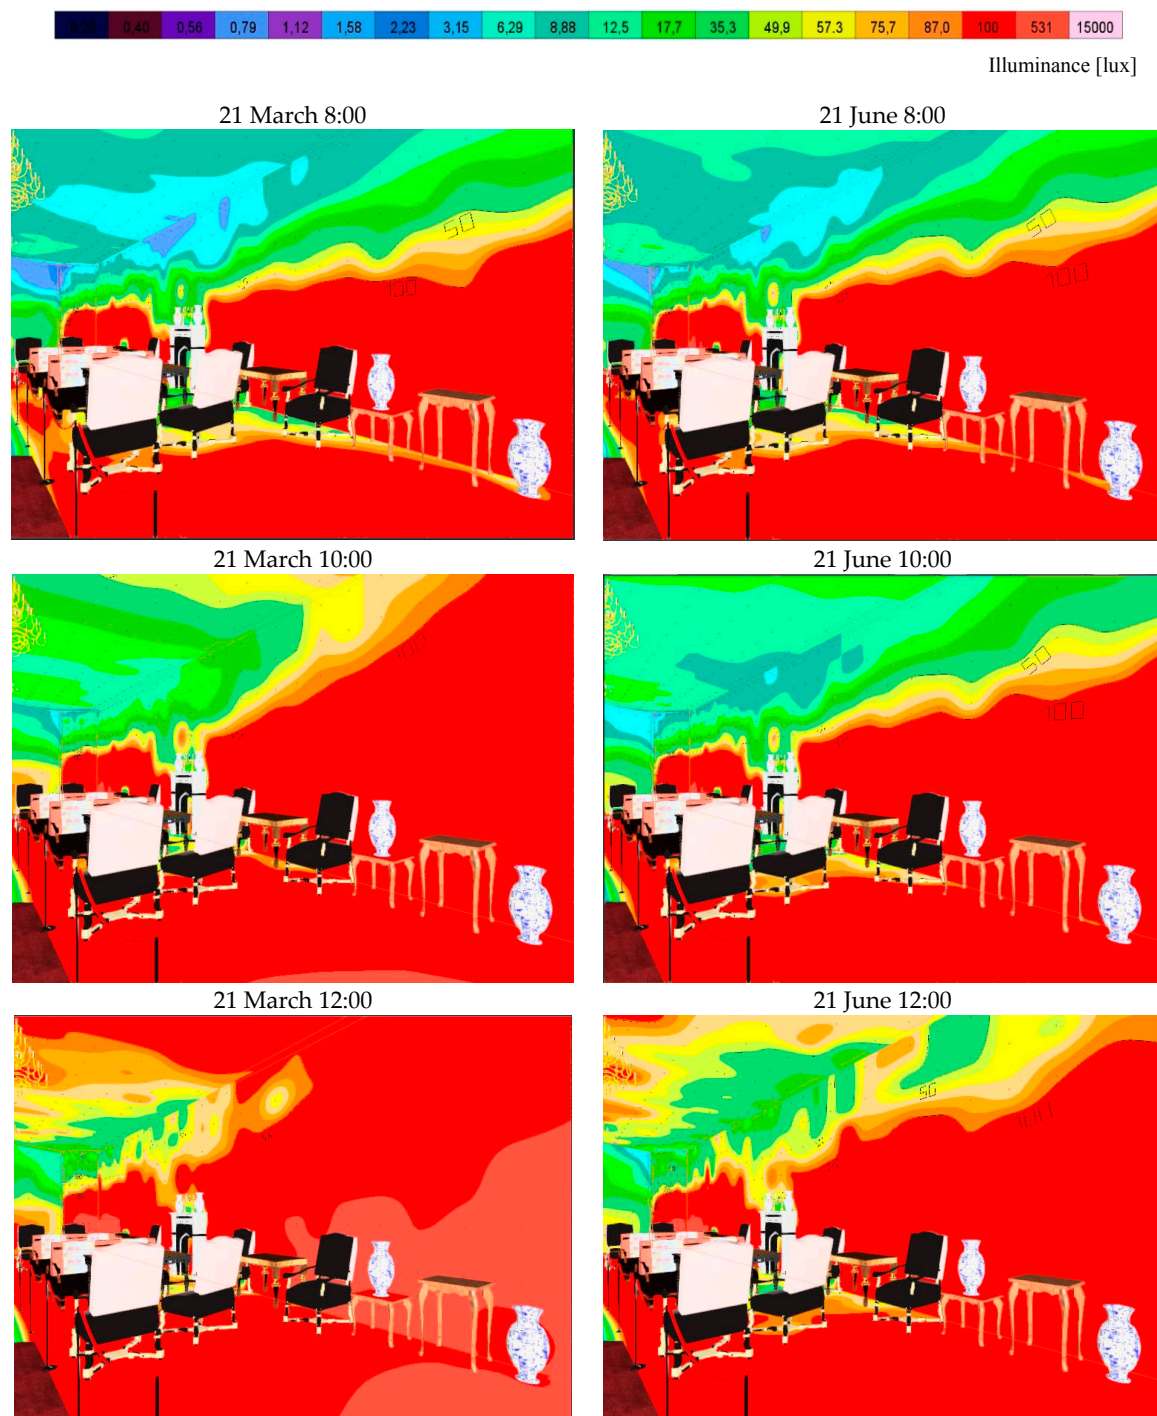 0,28 0,40 0,56 0,79 1,12 1,58 2,23 3,15 6,29 8,88 12,5 17,7 35,3 49,9 57.3 75,7 87,0 100 531 15000
Illuminance [lux]
21 March 8:00 21 June 8:00
50 50
100 100
21 March 10:00 21 June 10:00
100 50
100
21 March 12:00 21 June 12:00